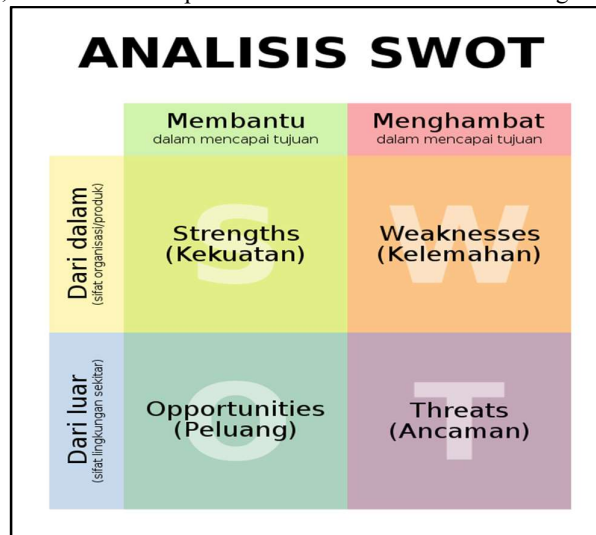 ANALISIS SWOT
Membantu
dalam mencapai tujuan
Menghambat
dalam mencapai tujuan
Dari dalam
(sifat organisasi/produk)
S
Strengths
(Kekuatan)
W
Weaknesses
(Kelemahan)
Dari luar
(sifat lingkungan sekitar)
O
Opportunities
(Peluang)
T
Threats
(Ancaman)